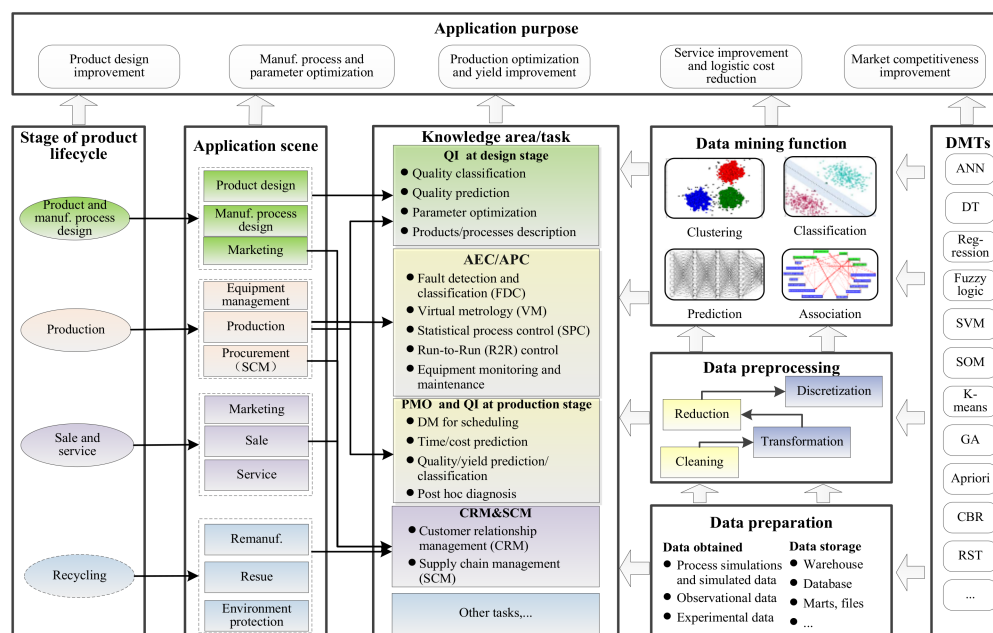 Application purpose
Product design
improvement
Manuf. process and
parameter optimization
Production optimization
and yield improvement
Service improvement
and logistic cost
reduction
Market competitiveness
improvement
Stage of product
lifecycle
Product and
manuf. process
design
Production
Sale and
service
Recycling
Application scene
Product design
Manuf. process
design
Marketing
Equipment
management
Production
Procurement
（SCM）
Marketing
Sale
Service
Remanuf.
Resue
Environment
protection
Knowledge area/task
QI at design stage
● Quality classification
● Quality prediction
● Parameter optimization
● Products/processes description
AEC/APC
● Fault detection and
classification (FDC)
● Virtual metrology (VM)
● Statistical process control (SPC)
● Run-to-Run (R2R) control
● Equipment monitoring and
maintenance
PMO and QI at production stage
● DM for scheduling
● Time/cost prediction
● Quality/yield prediction/
classification
● Post hoc diagnosis
CRM&SCM
● Customer relationship
management (CRM)
● Supply chain management
(SCM)
Other tasks,...
Data mining function
Clustering
Classification
Prediction
Association
Data preprocessing
Discretization
Reduction
Transformation
Cleaning
Data preparation
Data obtained
● Process simulations
and simulated data
● Observational data
● Experimental data
Data storage
● Warehouse
● Database
● Marts, files
● ...
DMTs
ANN
DT
Reg-
ression
Fuzzy
logic
SVM
SOM
K-
means
GA
Apriori
CBR
RST
...